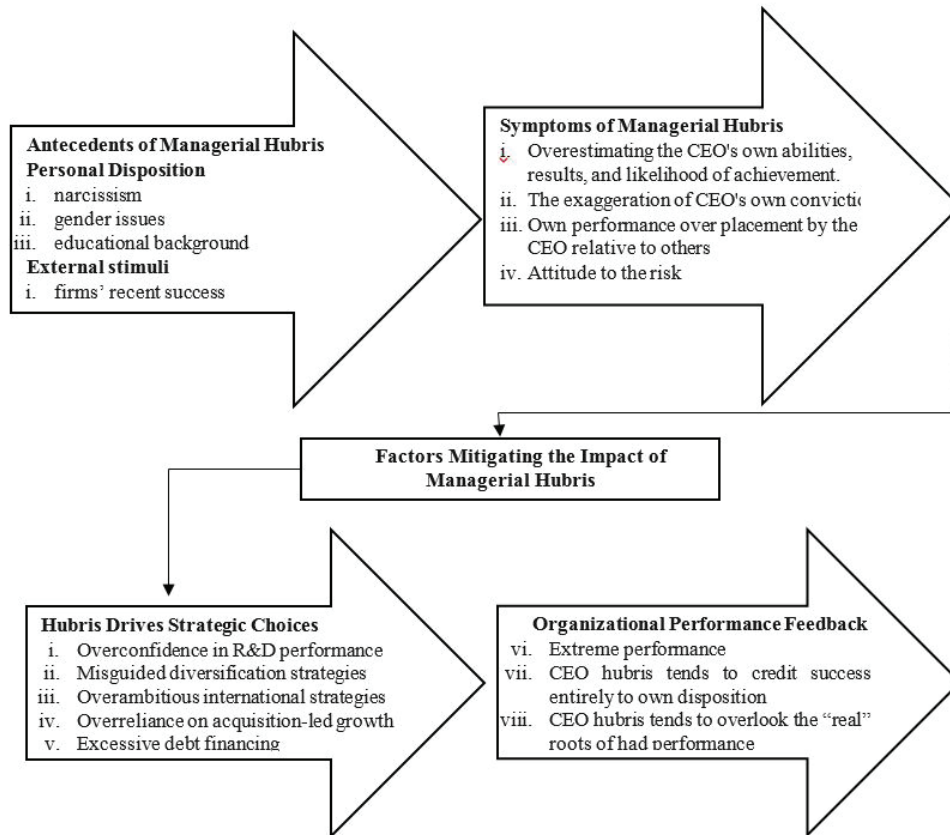 Antecedents of Managerial Hubris
Personal Disposition
i. narcissism
ii. gender issues
iii. educational background
External stimuli
i. firms’ recent success
Symptoms of Managerial Hubris
i. Overestimating the CEO's own abilities,
results, and likelihood of achievement.
ii. The exaggeration of CEO's own convictic
iii. Own performance over placement by the
CEO relative to others
iv. Attitude to the risk
Factors Mitigating the Impact of
Managerial Hubris
Hubris Drives Strategic Choices
i. Overconfidence in R&D performance
ii. Misguided diversification strategies
iii. Overambitious international strategies
iv. Overreliance on acquisition-led growth
v. Excessive debt financing
Organizational Performance Feedback
vi. Extreme performance
vii. CEO hubris tends to credit success
entirely to own disposition
viii. CEO hubris tends to overlook the “real”
roots of had performance